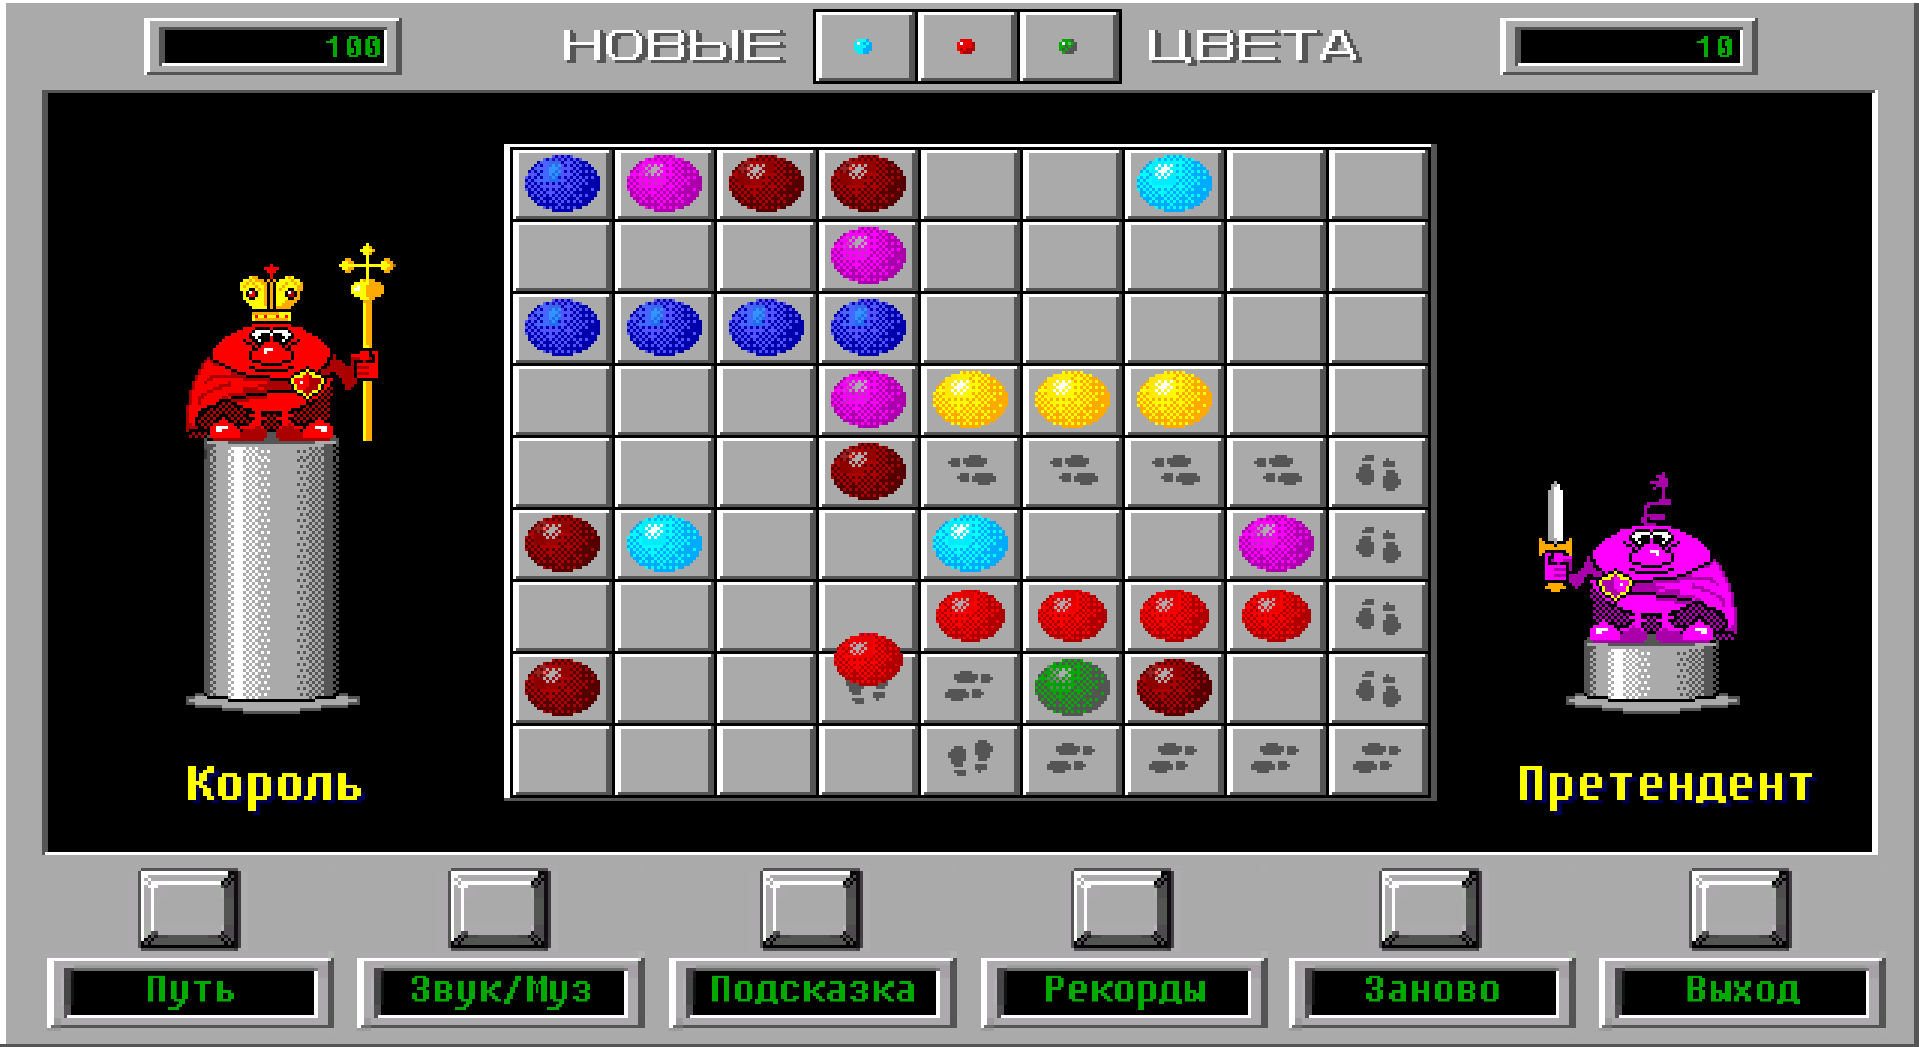 100 НОВЫЕ ЦВЕТА 10
Король Претендент
Путь Звук/Муз Подсказка Рекорды Заново Выход